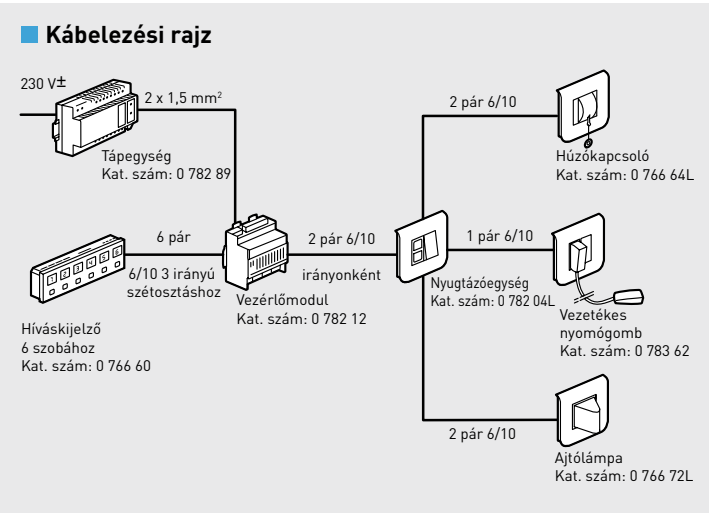 Kábelezési rajz
230 V±
2 x 1,5 mm²
Tápegység
Kat. szám: 0 782 89
2 pár 6/10
Húzókapcsoló
Kat. szám: 0 766 64L
6 pár
6/10 3 irányú
szétosztáshoz
2 pár 6/10
irányonként
1 pár 6/10
Nyugtázóegység
Kat. szám: 0 782 04L
Vezérlőmodul
Kat. szám: 0 782 12
Vezetékes
nyomógomb
Kat. szám: 0 783 62
Híváskijelző
6 szobához
Kat. szám: 0 766 60
2 pár 6/10
Ajtólámpa
Kat. szám: 0 766 72L